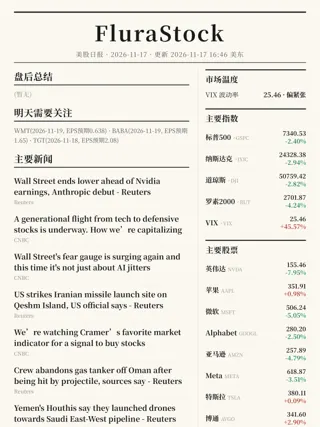 FluraStock
美股日报 · 2026-11-17 · 更新 2026-11-17 16:46 美东
盘后总结
(暂无)
明天需要关注
WMT(2026-11-19, EPS预期0.638) · BABA(2026-11-19, EPS预期
1.65) · TGT(2026-11-18, EPS预期2.08)
主要新闻
Wall Street ends lower ahead of Nvidia
earnings, Anthropic debut - Reuters
Reuters
A generational flight from tech to defensive
stocks is underway. How we’re capitalizing
CNBC
Wall Street's fear gauge is surging again and
this time it's not just about AI jitters
CNBC
US strikes Iranian missile launch site on
Qeshm Island, US official says - Reuters
Reuters
We’re watching Cramer’s favorite market
indicator for a signal to buy stocks
CNBC
Crew abandons gas tanker off Oman after
being hit by projectile, sources say - Reuters
Reuters
Yemen's Houthis say they launched drones
towards Saudi East-West Pipeline - Reuters
市场温度
VIX 波动率 25.46 · 偏紧张
主要指数
标普500 ^GSPC 7340.53
-2.40%
纳斯达克 ^IXIC 24328.38
-2.94%
道琼斯 ^DJI 50759.42
-2.82%
罗素2000 ^RUT 2701.87
-4.24%
VIX ^VIX 25.46
+45.57%
主要股票
英伟达 NVDA 155.46
-7.95%
苹果 AAPL 351.91
+0.98%
微软 MSFT 506.24
-5.05%
Alphabet GOOGL 280.20
-2.50%
亚马逊 AMZN 257.89
-4.79%
Meta META 618.87
-3.51%
特斯拉 TSLA 380.11
+0.09%
博通 AVGO 341.60
+2.90%